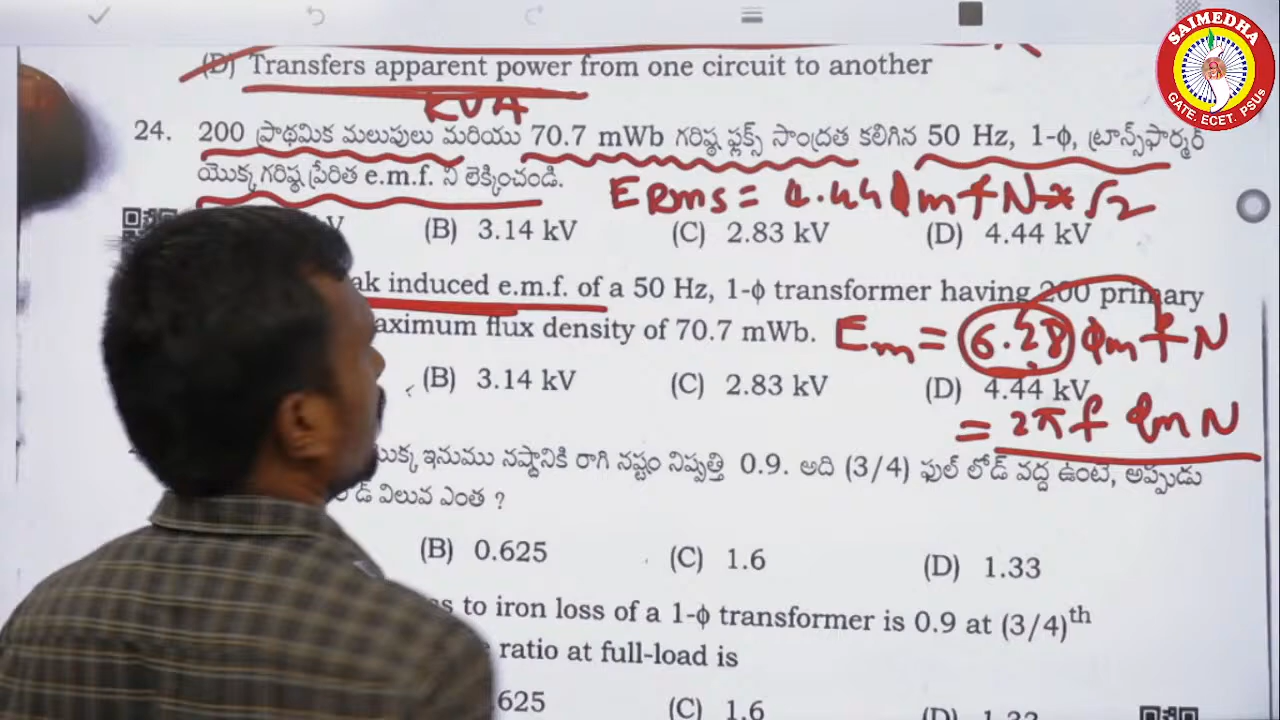 SAIMEDHA
GATE. ECET. PSUs
(D) Transfers apparent power from one circuit to another
KVA
24. 200 ప్రాథమిక మలుపులు మరియు 70.7 mWb గరిష్ఠ ఫ్లక్స్ సాంద్రత కలిగిన 50 Hz, 1-ϕ, ట్రాన్స్‌ఫార్మర్
యొక్క గరిష్ఠ ప్రేరిత e.m.f. ని లెక్కించండి.
ERms = 4.44 ϕm f N * √2
V (B) 3.14 kV (C) 2.83 kV (D) 4.44 kV
ak induced e.m.f. of a 50 Hz, 1-ϕ transformer having 200 primary
aximum flux density of 70.7 mWb.
Em = 6.28 ϕm f N
(B) 3.14 kV (C) 2.83 kV (D) 4.44 kV
= 2π f ϕm N
యొక్క ఇనుము నష్టానికి రాగి నష్టం నిష్పత్తి 0.9. అది (3/4) ఫుల్ లోడ్ వద్ద ఉంటే, అప్పుడు
లోడ్ విలువ ఎంత ?
(B) 0.625 (C) 1.6 (D) 1.33
ss to iron loss of a 1-ϕ transformer is 0.9 at (3/4)th
ratio at full-load is
.625 (C) 1.6 (D) 1.33